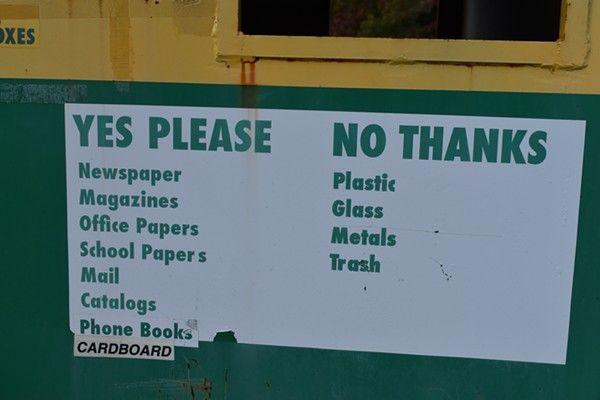 YES PLEASE
Newspaper
Magazines
Office Papers
School Papers
Mail
Catalogs
Phone Books
CARDBOARD
NO THANKS
Plastic
Glass
Metals
Trash